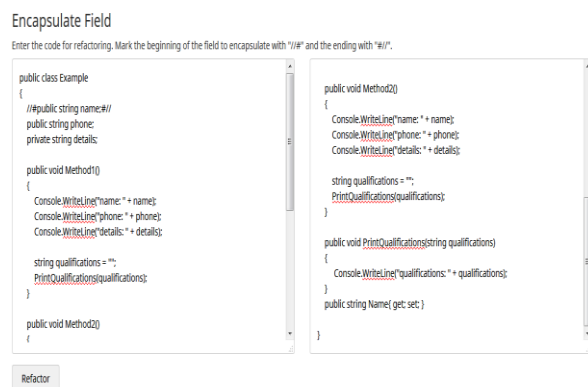 Encapsulate Field
Enter the code for refactoring. Mark the beginning of the field to encapsulate with "//#" and the ending with "#//".
public class Example
{
//#public string name;#//
public string phone;
private string details;
public void Method1()
{
Console.WriteLine("name: " + name);
Console.WriteLine("phone: " + phone);
Console.WriteLine("details: " + details);
string qualifications = "";
PrintQualifications(qualifications);
}
public void Method2()
{
public void Method2()
{
Console.WriteLine("name: " + name);
Console.WriteLine("phone: " + phone);
Console.WriteLine("details: " + details);
string qualifications = "";
PrintQualifications(qualifications);
}
public void PrintQualifications(string qualifications)
{
Console.WriteLine("qualifications: " + qualifications);
}
public string Name{ get; set; }
}
Refactor